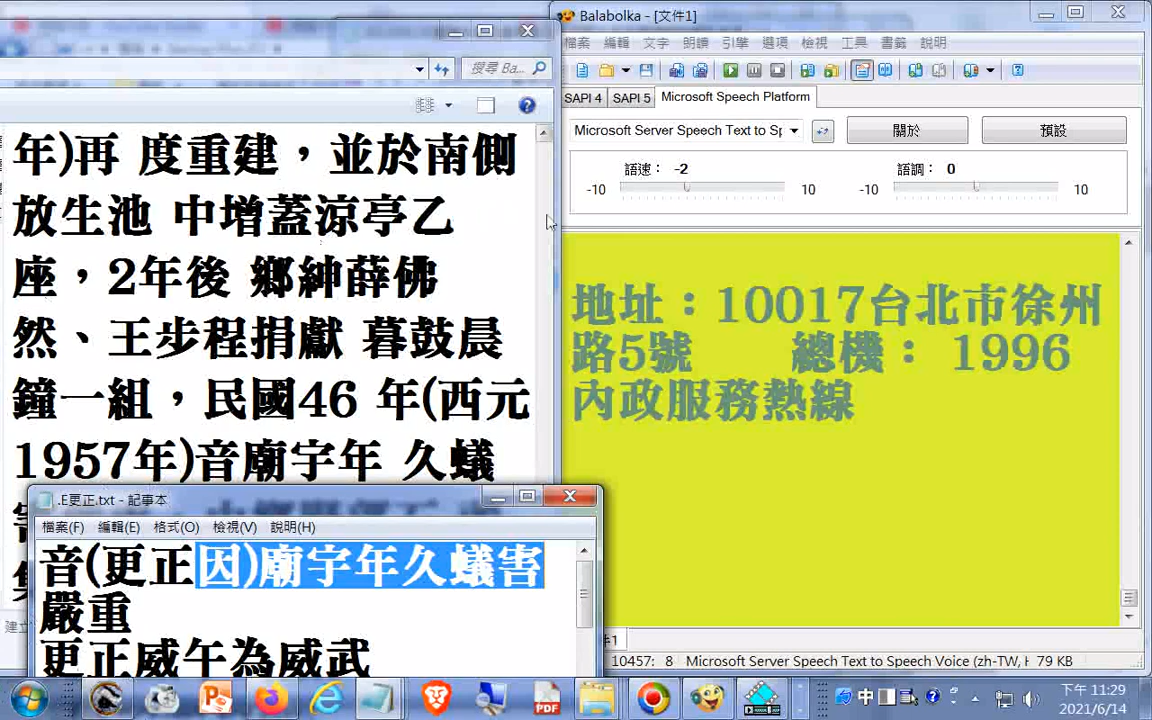 搜尋 Ba...
年)再 度重建，並於南側
放生池 中增蓋涼亭乙
座，2年後 鄉紳薛佛
然、王步程捐獻 暮鼓晨
鐘一組，民國46 年(西元
1957年)音廟宇年 久蟻
.E更正.txt - 記事本
檔案(F) 編輯(E) 格式(O) 檢視(V) 說明(H)
音(更正因)廟宇年久蟻害
嚴重
更正威午為威武
Balabolka - [文件1]
檔案 編輯 文字 朗讀 引擎 選項 檢視 工具 書籤 說明
SAPI 4 SAPI 5 Microsoft Speech Platform
Microsoft Server Speech Text to Sp 關於 預設
語速： -2 語調： 0
-10 10 -10 10
地址：10017台北市徐州
路5號 總機： 1996
內政服務熱線
件1
10457: 8 Microsoft Server Speech Text to Speech Voice (zh-TW, H 79 KB
中
下午 11:29
2021/6/14